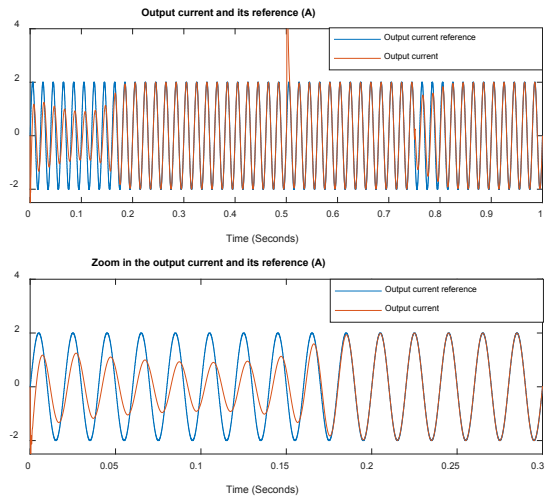 Output current and its reference (A)
4
Output current reference
Output current
2
0
-2
0 0.1 0.2 0.3 0.4 0.5 0.6 0.7 0.8 0.9 1
Time (Seconds)
Zoom in the output current and its reference (A)
4
Output current reference
Output current
2
0
-2
0 0.05 0.1 0.15 0.2 0.25 0.3
Time (Seconds)